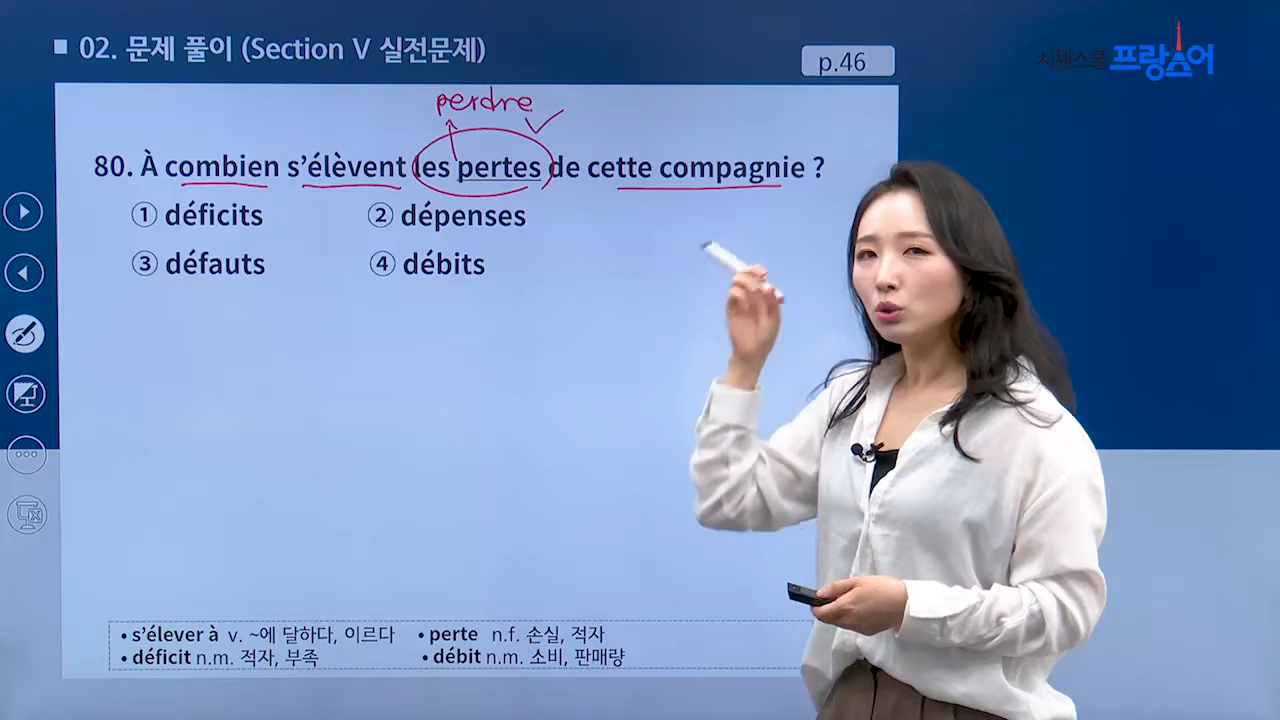 02. 문제 풀이 (Section V 실전문제)
p.46
시원스쿨 프랑스어
perdre
80. À combien s'élèvent les pertes de cette compagnie ?
① déficits ② dépenses
③ défauts ④ débits
• s'élever à v. ~에 달하다, 이르다 • perte n.f. 손실, 적자
• déficit n.m. 적자, 부족 • débit n.m. 소비, 판매량